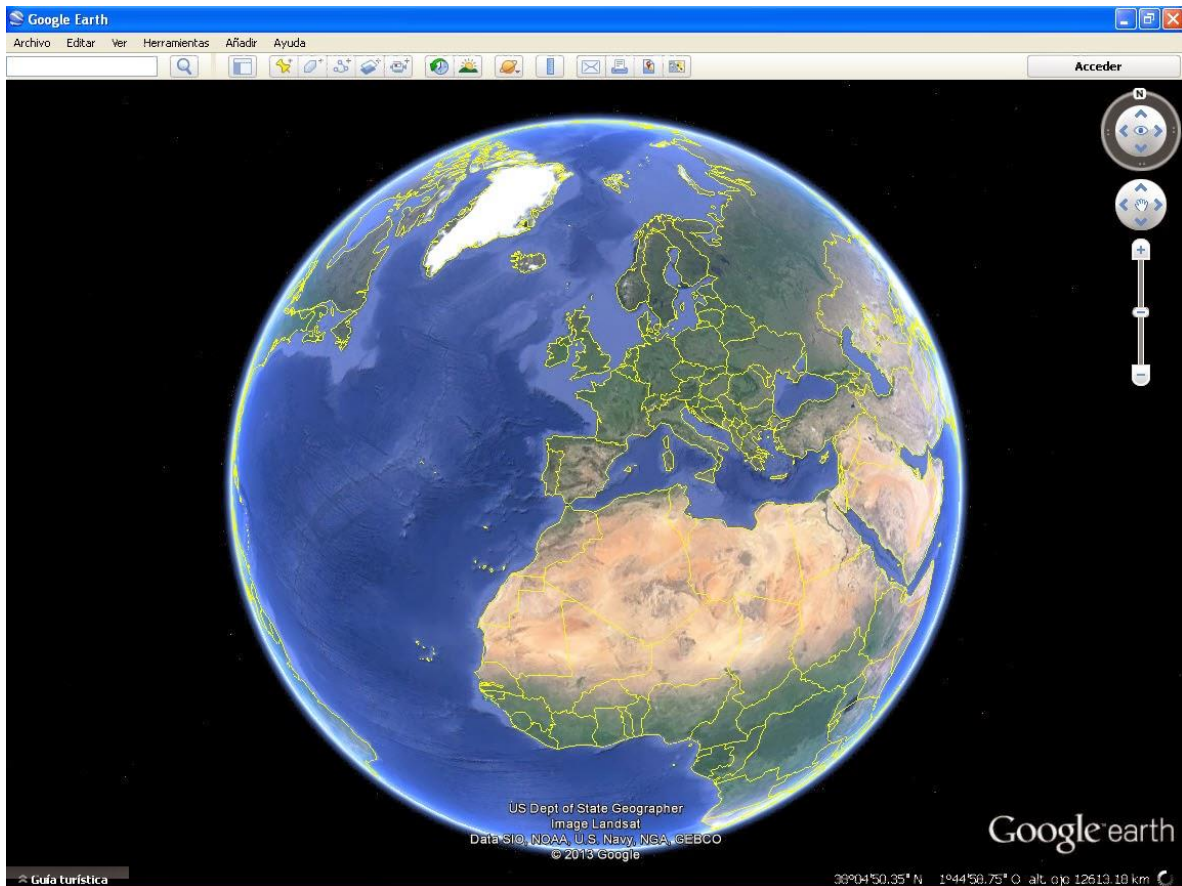 Google Earth
Archivo Editar Ver Herramientas Añadir Ayuda
Acceder
N
US Dept of State Geographer
Image Landsat
Data SIO, NOAA, U.S. Navy, NGA, GEBCO
© 2013 Google
Google earth
Guía turística
38°04'50.35" N 1°44'58.75" O alt. ojo 12613.18 km